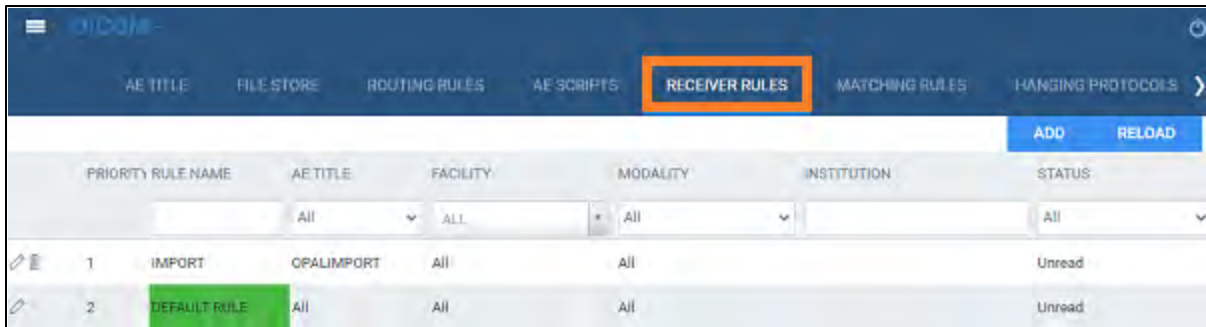 DICOM
AE TITLE FILE STORE ROUTING RULES AE SCRIPTS RECEIVER RULES MATCHING RULES HANGING PROTOCOLS
ADD RELOAD
PRIORITY RULE NAME AE TITLE FACILITY MODALITY INSTITUTION STATUS
All ALL All All
1 IMPORT OPALIMPORT All All Unread
2 DEFAULT RULE All All All Unread